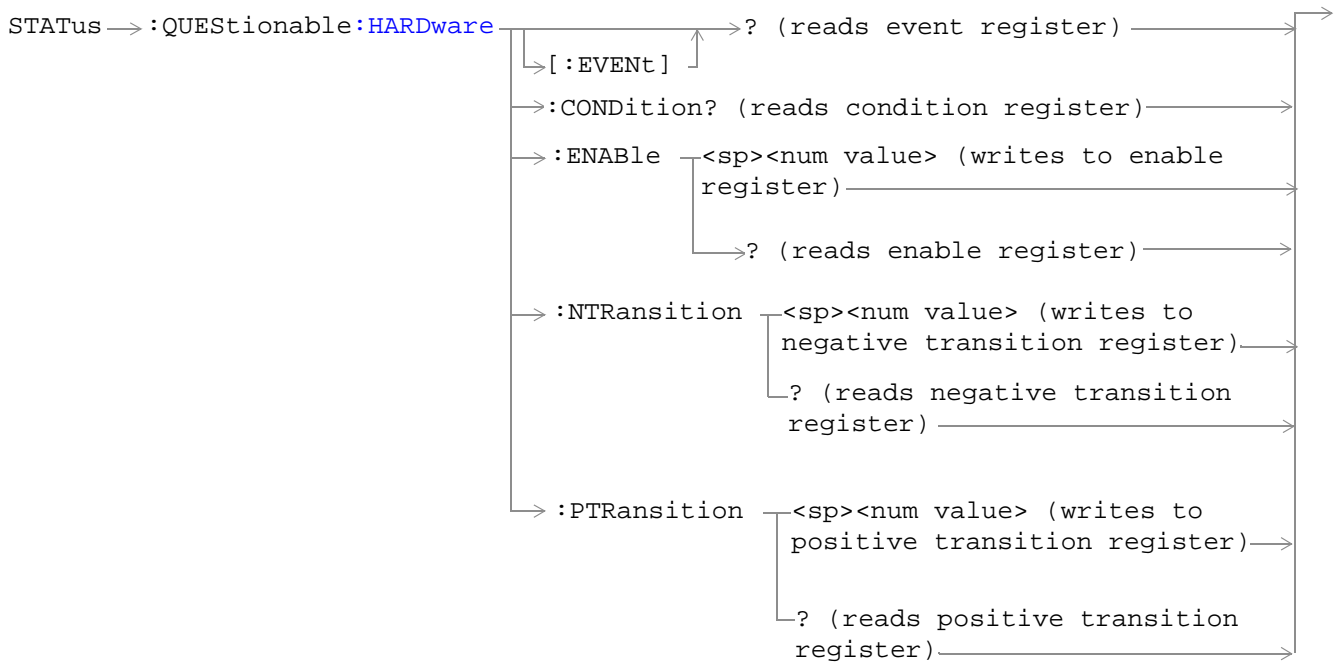 STATus :QUEStionable:HARDware ? (reads event register)
[:EVENt]
:CONDition? (reads condition register)
:ENABle <sp><num value> (writes to enable
register)
? (reads enable register)
:NTRansition <sp><num value> (writes to
negative transition register)
? (reads negative transition
register)
:PTRansition <sp><num value> (writes to
positive transition register)
? (reads positive transition
register)